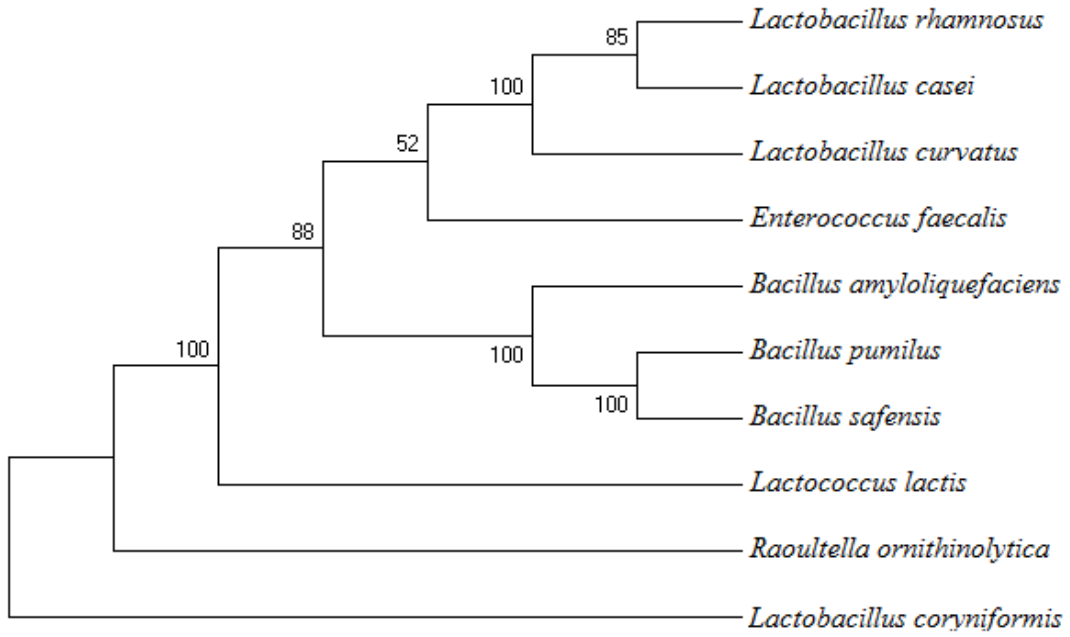 Lactobacillus rhamnosus
85
Lactobacillus casei
100
Lactobacillus curvatus
52
Enterococcus faecalis
88
Bacillus amyloliquefaciens
100
Bacillus pumilus
100
Bacillus safensis
100
Lactococcus lactis
Raoultella ornithinolytica
Lactobacillus coryniformis